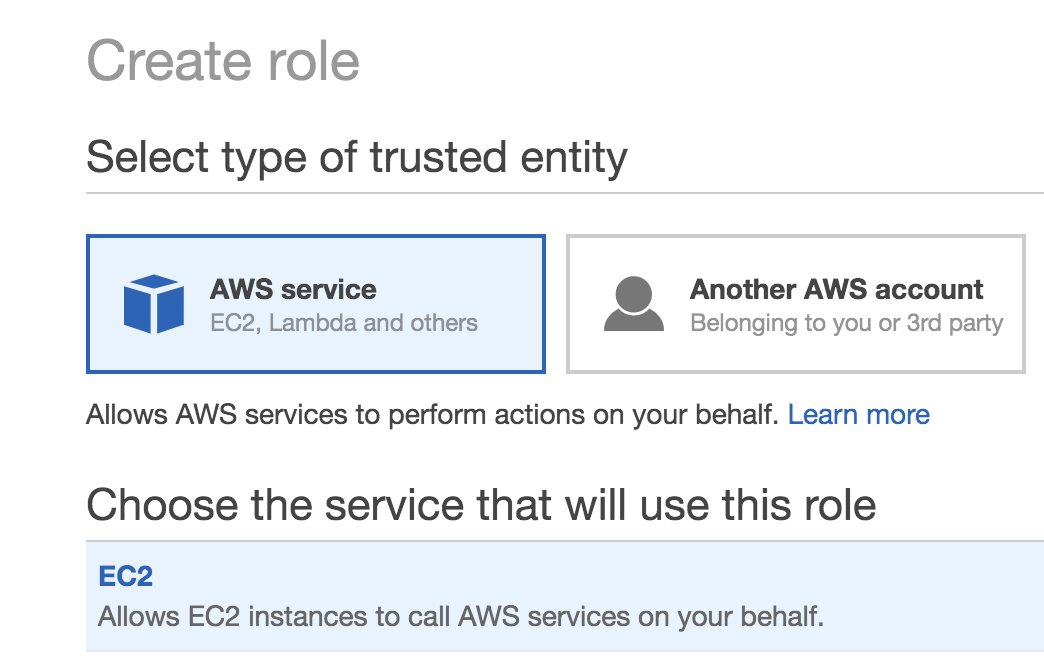 Create role
Select type of trusted entity
AWS service
EC2, Lambda and others
Another AWS account
Belonging to you or 3rd party
Allows AWS services to perform actions on your behalf. Learn more
Choose the service that will use this role
EC2
Allows EC2 instances to call AWS services on your behalf.